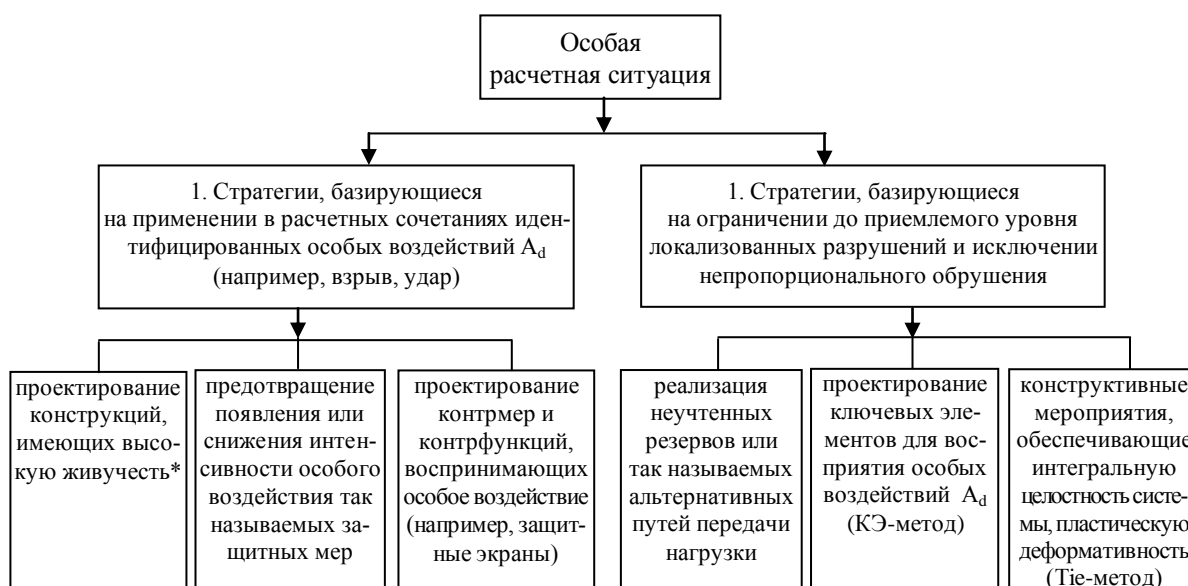 Особая
расчетная ситуация
1. Стратегии, базирующиеся
на применении в расчетных сочетаниях иден-
тифицированных особых воздействий Ad
(например, взрыв, удар)
1. Стратегии, базирующиеся
на ограничении до приемлемого уровня
локализованных разрушений и исключении
непропорционального обрушения
проектирование
конструкций,
имеющих высо-
кую живучесть*
предотвращение
появления или
снижения интен-
сивности особого
воздействия так
называемых за-
щитных мер
проектирование
контрмер и
контрфункций,
воспринимающих
особое воздействие
(например, защит-
ные экраны)
реализация
неучтенных
резервов или
так называемых
альтернативных
путей передачи
нагрузки
проектирование
ключевых эле-
ментов для вос-
приятия особых
воздействий Ad
(КЭ-метод)
конструктивные
мероприятия,
обеспечивающие
интегральную
целостность систе-
мы, пластическую
деформативность
(Tie-метод)